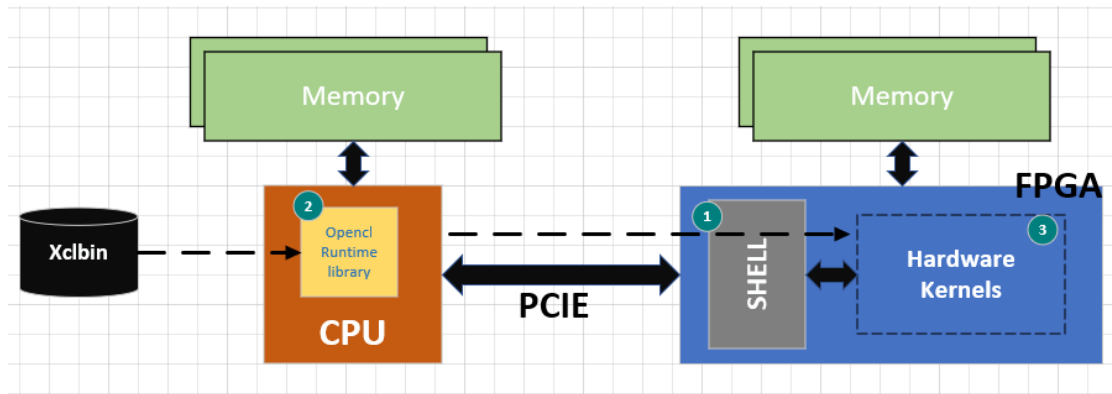 Memory
Memory
FPGA
Xclbin
2
Opencl
Runtime
library
CPU
PCIE
1
SHELL
3
Hardware
Kernels